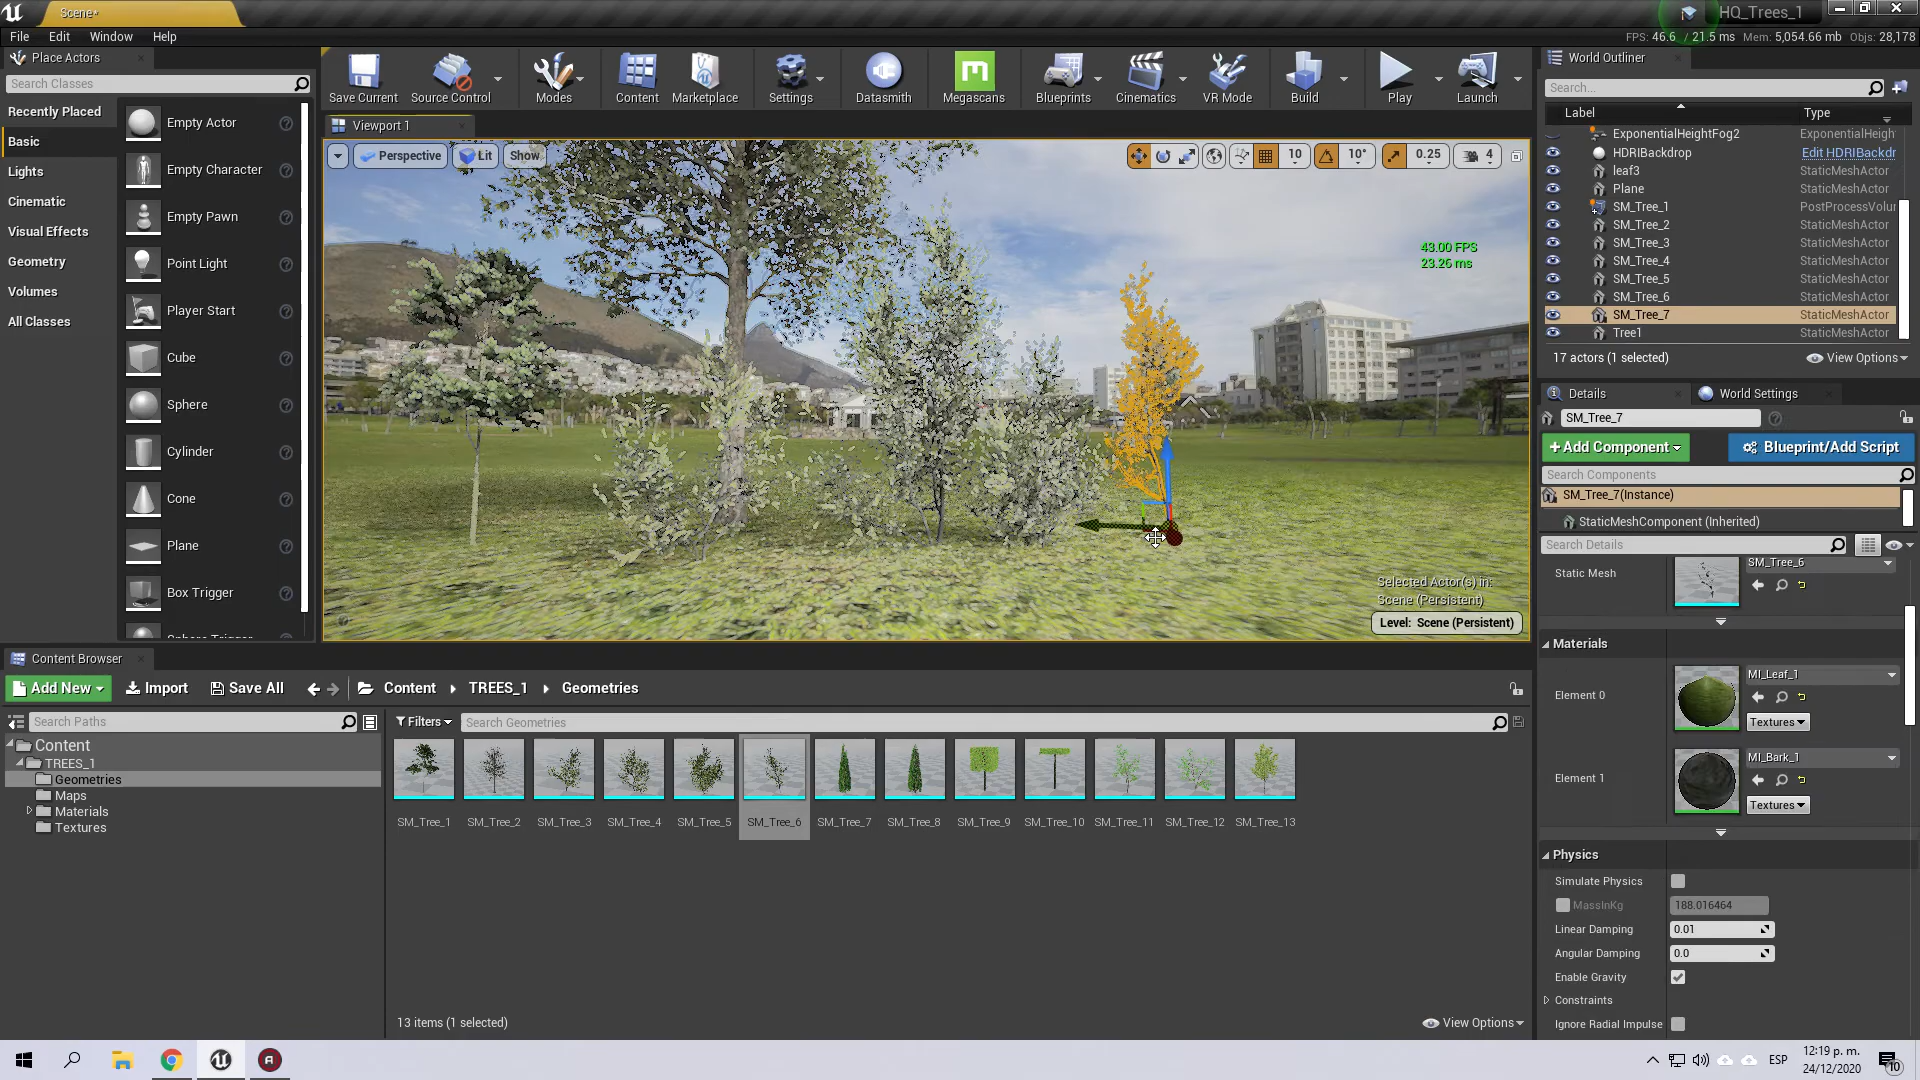 Scene*
HQ_Trees_1
File Edit Window Help
FPS: 46.6 / 21.5 ms Mem: 5,054.66 mb Objs: 28,178
Place Actors
Search Classes
Recently Placed
Basic
Lights
Cinematic
Visual Effects
Geometry
Volumes
All Classes
Empty Actor
Empty Character
Empty Pawn
Point Light
Player Start
Cube
Sphere
Cylinder
Cone
Plane
Box Trigger
Sphere Trigger
Save Current
Source Control
Modes
Content
Marketplace
Settings
Datasmith
Megascans
Blueprints
Cinematics
VR Mode
Build
Play
Launch
Viewport 1
Perspective
Lit
Show
10
10°
0.25
4
43.00 FPS
23.26 ms
Selected Actor(s) in:
Scene (Persistent)
Level: Scene (Persistent)
World Outliner
Search...
Label Type
ExponentialHeightFog2 ExponentialHeigh
HDRIBackdrop Edit HDRIBackdr
leaf3 StaticMeshActor
Plane StaticMeshActor
SM_Tree_1 PostProcessVolur
SM_Tree_2 StaticMeshActor
SM_Tree_3 StaticMeshActor
SM_Tree_4 StaticMeshActor
SM_Tree_5 StaticMeshActor
SM_Tree_6 StaticMeshActor
SM_Tree_7 StaticMeshActor
Tree1 StaticMeshActor
17 actors (1 selected)
View Options
Details
World Settings
SM_Tree_7
+Add Component
Blueprint/Add Script
Search Components
SM_Tree_7(Instance)
StaticMeshComponent (Inherited)
Search Details
Static Mesh
SM_Tree_6
Materials
Element 0
MI_Leaf_1
Textures
Element 1
MI_Bark_1
Textures
Physics
Simulate Physics
MassInKg 188.016464
Linear Damping 0.01
Angular Damping 0.0
Enable Gravity
Constraints
Ignore Radial Impulse
Content Browser
Add New
Import
Save All
Content
TREES_1
Geometries
Search Paths
Filters
Search Geometries
Content
TREES_1
Geometries
Maps
Materials
Textures
SM_Tree_1
SM_Tree_2
SM_Tree_3
SM_Tree_4
SM_Tree_5
SM_Tree_6
SM_Tree_7
SM_Tree_8
SM_Tree_9
SM_Tree_10
SM_Tree_11
SM_Tree_12
SM_Tree_13
13 items (1 selected)
View Options
ESP
12:19 p. m.
24/12/2020
10